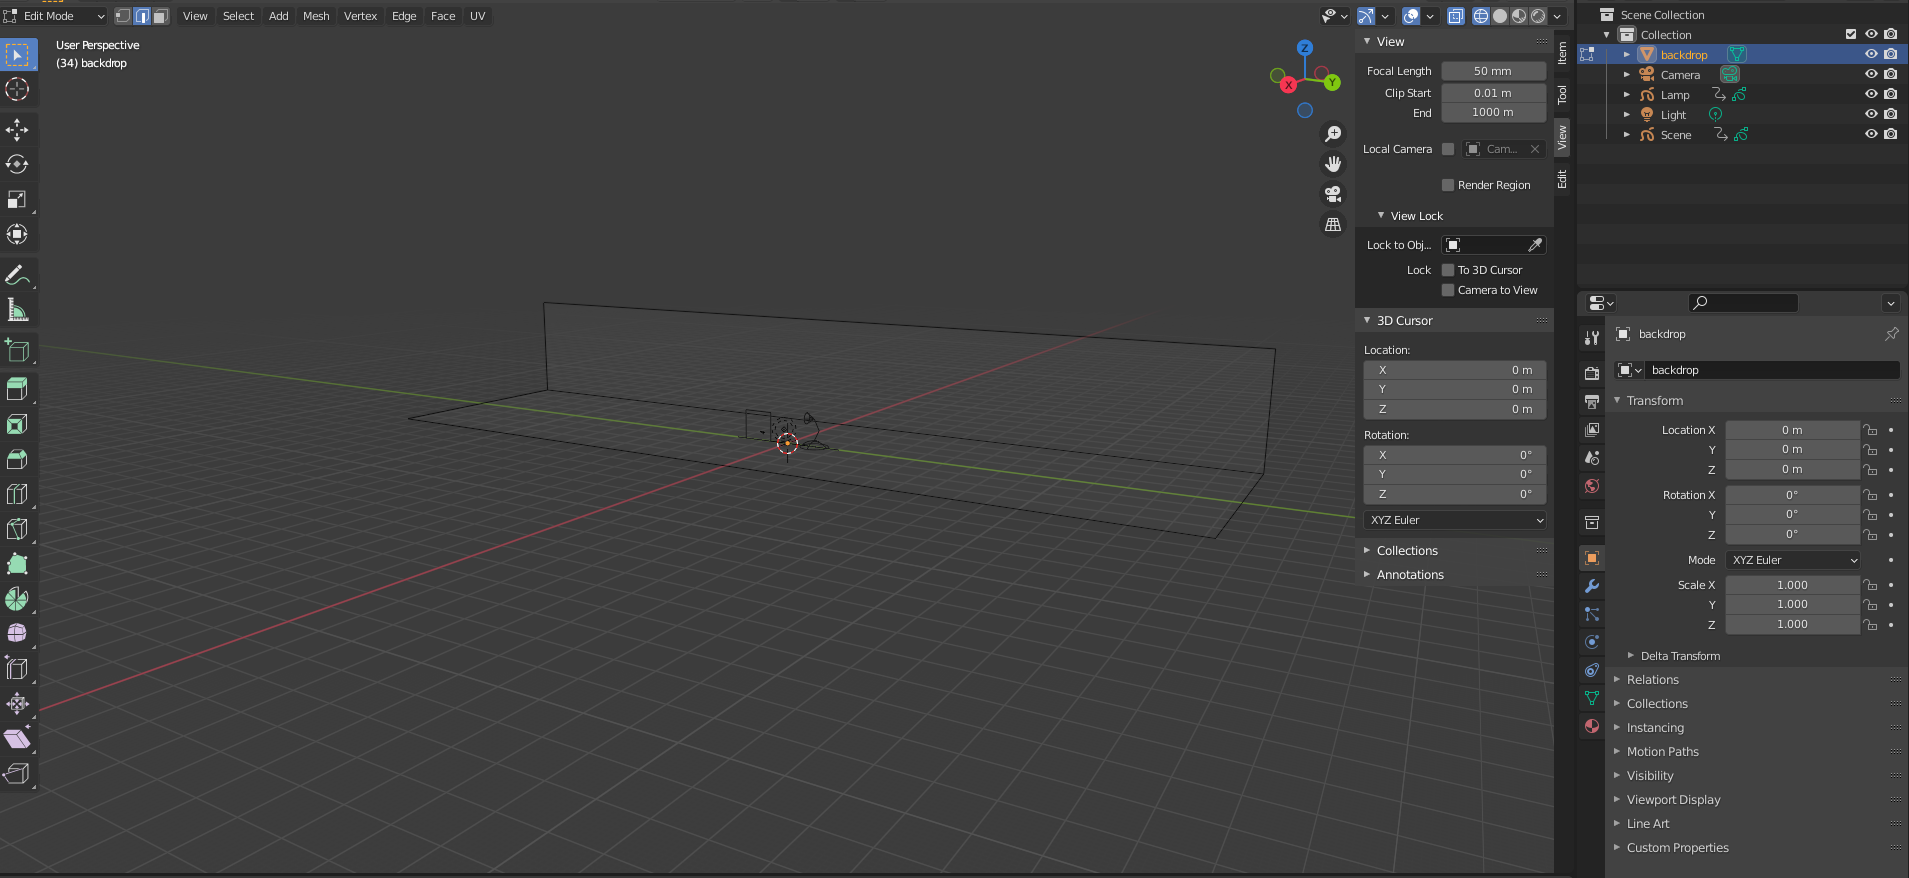 Edit Mode View Select Add Mesh Vertex Edge Face UV
User Perspective
(34) backdrop
Z
X
Y
View
Focal Length 50 mm
Clip Start 0.01 m
End 1000 m
Local Camera Cam...
Render Region
View Lock
Lock to Obj...
Lock To 3D Cursor
Camera to View
3D Cursor
Location:
X 0 m
Y 0 m
Z 0 m
Rotation:
X 0°
Y 0°
Z 0°
XYZ Euler
Collections
Annotations
Item
Tool
View
Edit
Scene Collection
Collection
backdrop
Camera
Lamp
Light
Scene
backdrop
backdrop
Transform
Location X 0 m
Y 0 m
Z 0 m
Rotation X 0°
Y 0°
Z 0°
Mode XYZ Euler
Scale X 1.000
Y 1.000
Z 1.000
Delta Transform
Relations
Collections
Instancing
Motion Paths
Visibility
Viewport Display
Line Art
Custom Properties